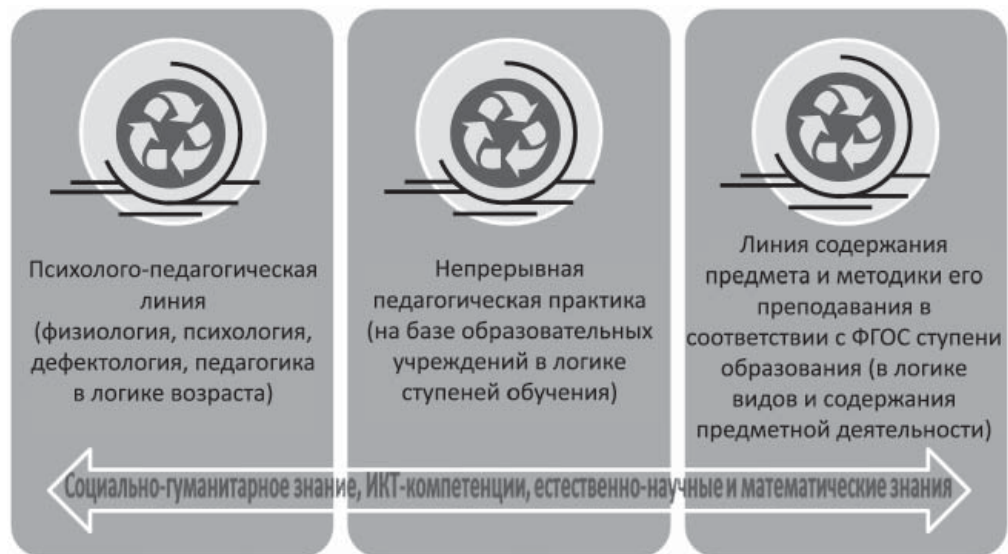 Психолого-педагогическая
линия
(физиология, психология,
дефектология, педагогика
в логике возраста)
Непрерывная
педагогическая практика
(на базе образовательных
учреждений в логике
ступеней обучения)
Линия содержания
предмета и методики его
преподавания в
соответствии с ФГОС ступени
образования (в логике
видов и содержания
предметной деятельности)
Социально-гуманитарное знание, ИКТ-компетенции, естественно-научные и математические знания